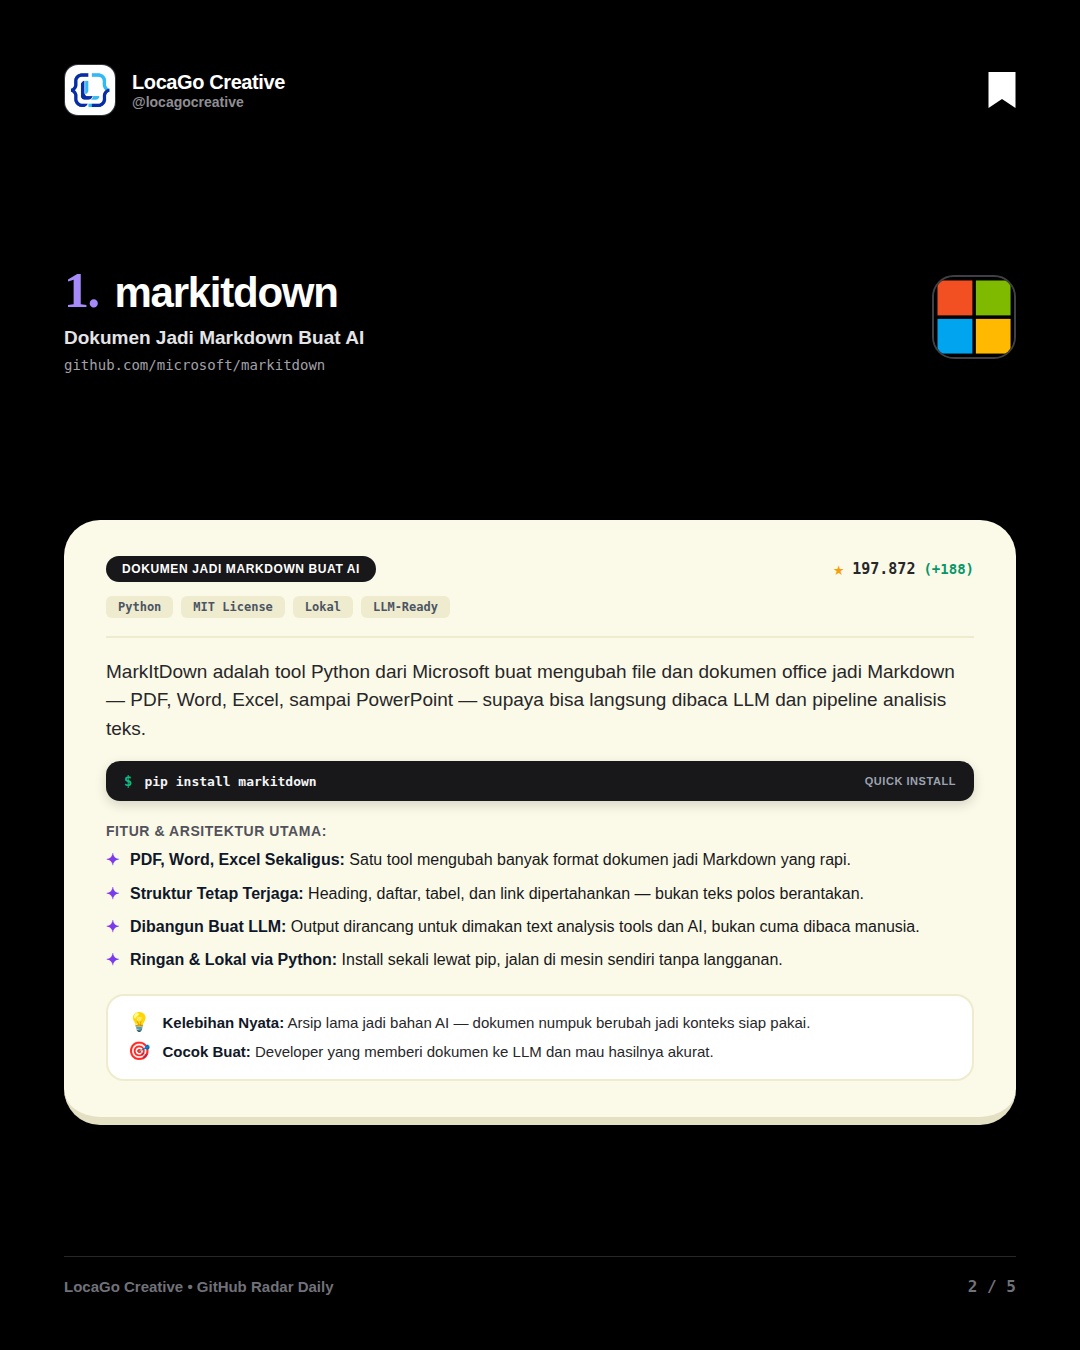 LocaGo Creative
@locagocreative
1. markitdown
Dokumen Jadi Markdown Buat AI
github.com/microsoft/markitdown
DOKUMEN JADI MARKDOWN BUAT AI
★ 197.872 (+188)
Python MIT License Lokal LLM-Ready
MarkItDown adalah tool Python dari Microsoft buat mengubah file dan dokumen office jadi Markdown
— PDF, Word, Excel, sampai PowerPoint — supaya bisa langsung dibaca LLM dan pipeline analisis
teks.
$ pip install markitdown
QUICK INSTALL
FITUR & ARSITEKTUR UTAMA:
✦ PDF, Word, Excel Sekaligus: Satu tool mengubah banyak format dokumen jadi Markdown yang rapi.
✦ Struktur Tetap Terjaga: Heading, daftar, tabel, dan link dipertahankan — bukan teks polos berantakan.
✦ Dibangun Buat LLM: Output dirancang untuk dimakan text analysis tools dan AI, bukan cuma dibaca manusia.
✦ Ringan & Lokal via Python: Install sekali lewat pip, jalan di mesin sendiri tanpa langganan.
💡 Kelebihan Nyata: Arsip lama jadi bahan AI — dokumen numpuk berubah jadi konteks siap pakai.
🎯 Cocok Buat: Developer yang memberi dokumen ke LLM dan mau hasilnya akurat.
LocaGo Creative • GitHub Radar Daily
2 / 5